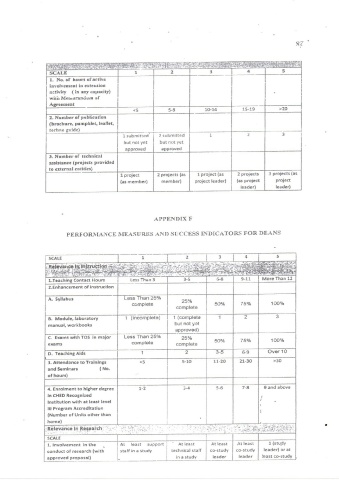 87
SCALE 1 2 3 4 5
1. No. of hours of active
involvement in extension
activity ( in any capacity)
with Memorandum of
Agreement
<5 5-9 10-14 15-19 >20
2. Number of publication
(brochure, pamphlet, leaflet,
techno guide)
1 submitted but not yet approved 2 submitted but not yet approved 1 2 3
3. Number of technical
assistance (projects provided
to external entities).
1 project (as member) 2 projects (as member) 1 project (as project leader) 2 projects (as project leader) 3 projects (as project leader)
APPENDIX F
PERFORMANCE MEASURES AND SUCCESS INDICATORS FOR DEANS
SCALE 1 2 3 4 5
Relevance in Instruction
1.Teaching Contact Hours Less Than 3 3-5 6-8 9-11 More Than 12
2.Enhancement of Instruction
A. Syllabus Less Than 25% complete 25% complete 50% 75% 100%
B. Module, laboratory
manual, workbooks
1 (incomplete) 1 (complete but not yet approved) 1 2 3
C. Exams with TOS in major
exams
Less Than 25% complete 25% complete 50% 75% 100%
D. Teaching Aids 1 2 3-5 6-9 Over 10
3. Attendance to Trainings
and Seminars ( No.
of hours)
<5 5-10 11-20 21-30 >30
4. Enrolment to higher degree
in CHED Recognized
Institution with at least level
III Program Accreditation
(Number of Units other than
home)
1-2 3-4 5-6 7-8 9 and above
Relevance in Research
SCALE
1. Involvement in the
conduct of research (with
approved proposal)
At least support staff in a study At least technical staff in a study At least co-study leader At least co-study leader 1 (study leader) or at least co-study